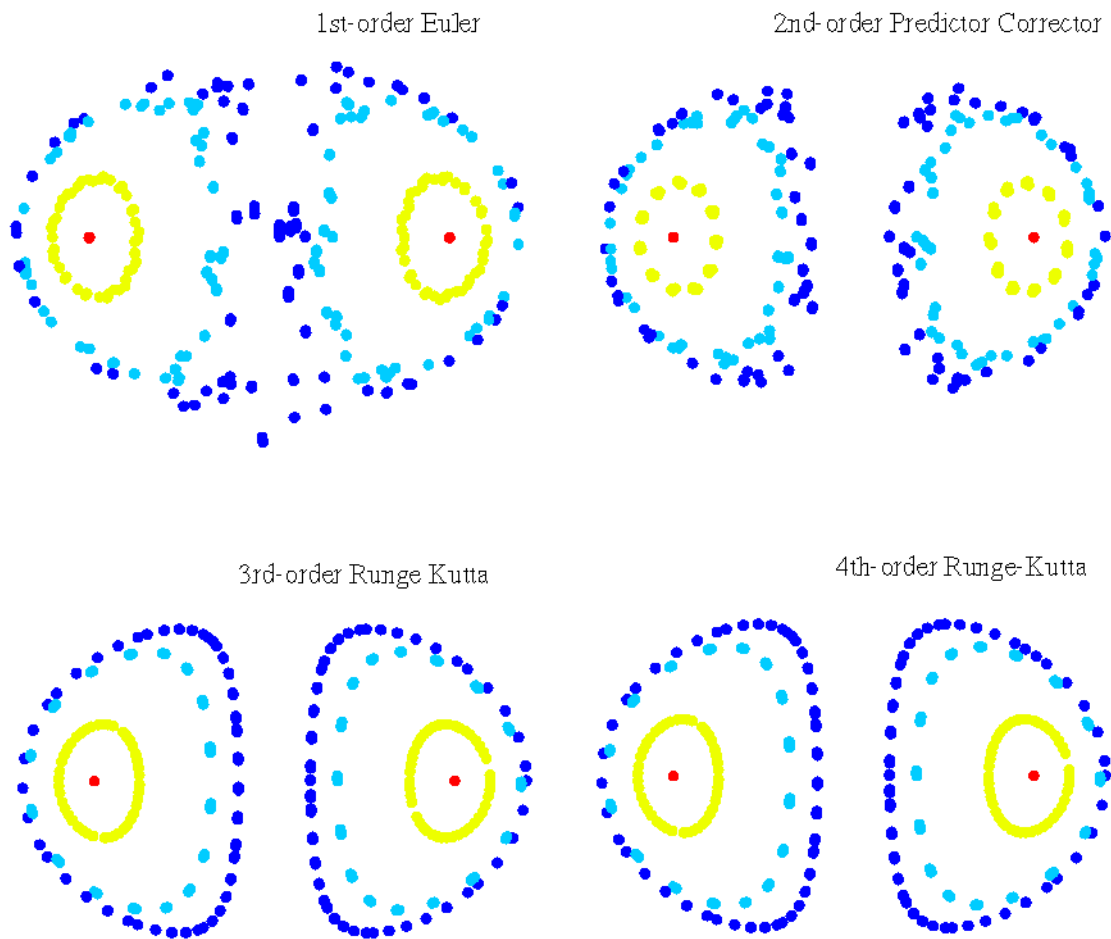 1st-order Euler
2nd-order Predictor Corrector
3rd-order Runge Kutta
4th-order Runge-Kutta